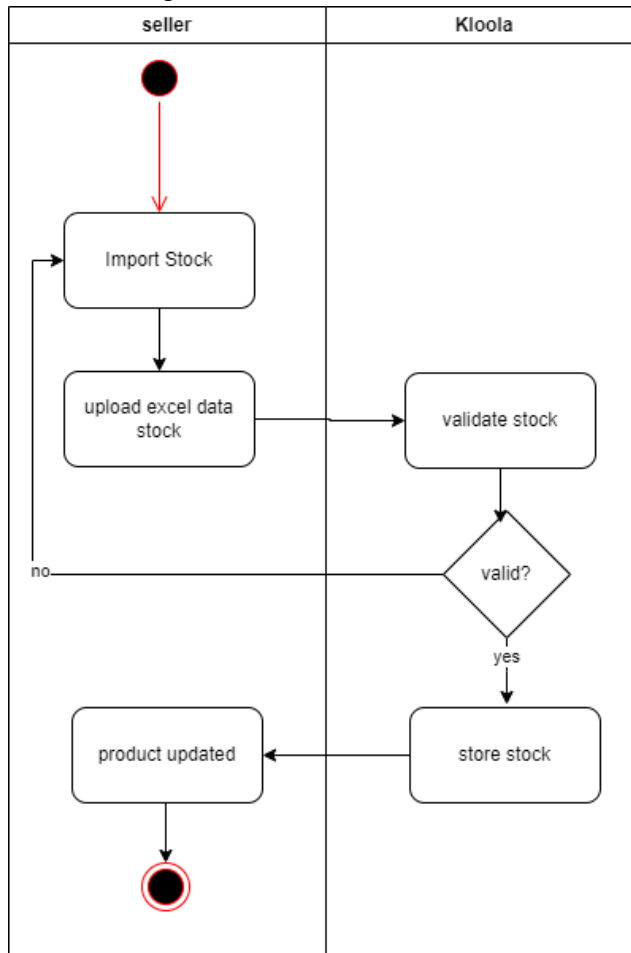 seller
Kloola
Import Stock
upload excel data
stock
validate stock
valid?
no
yes
product updated
store stock